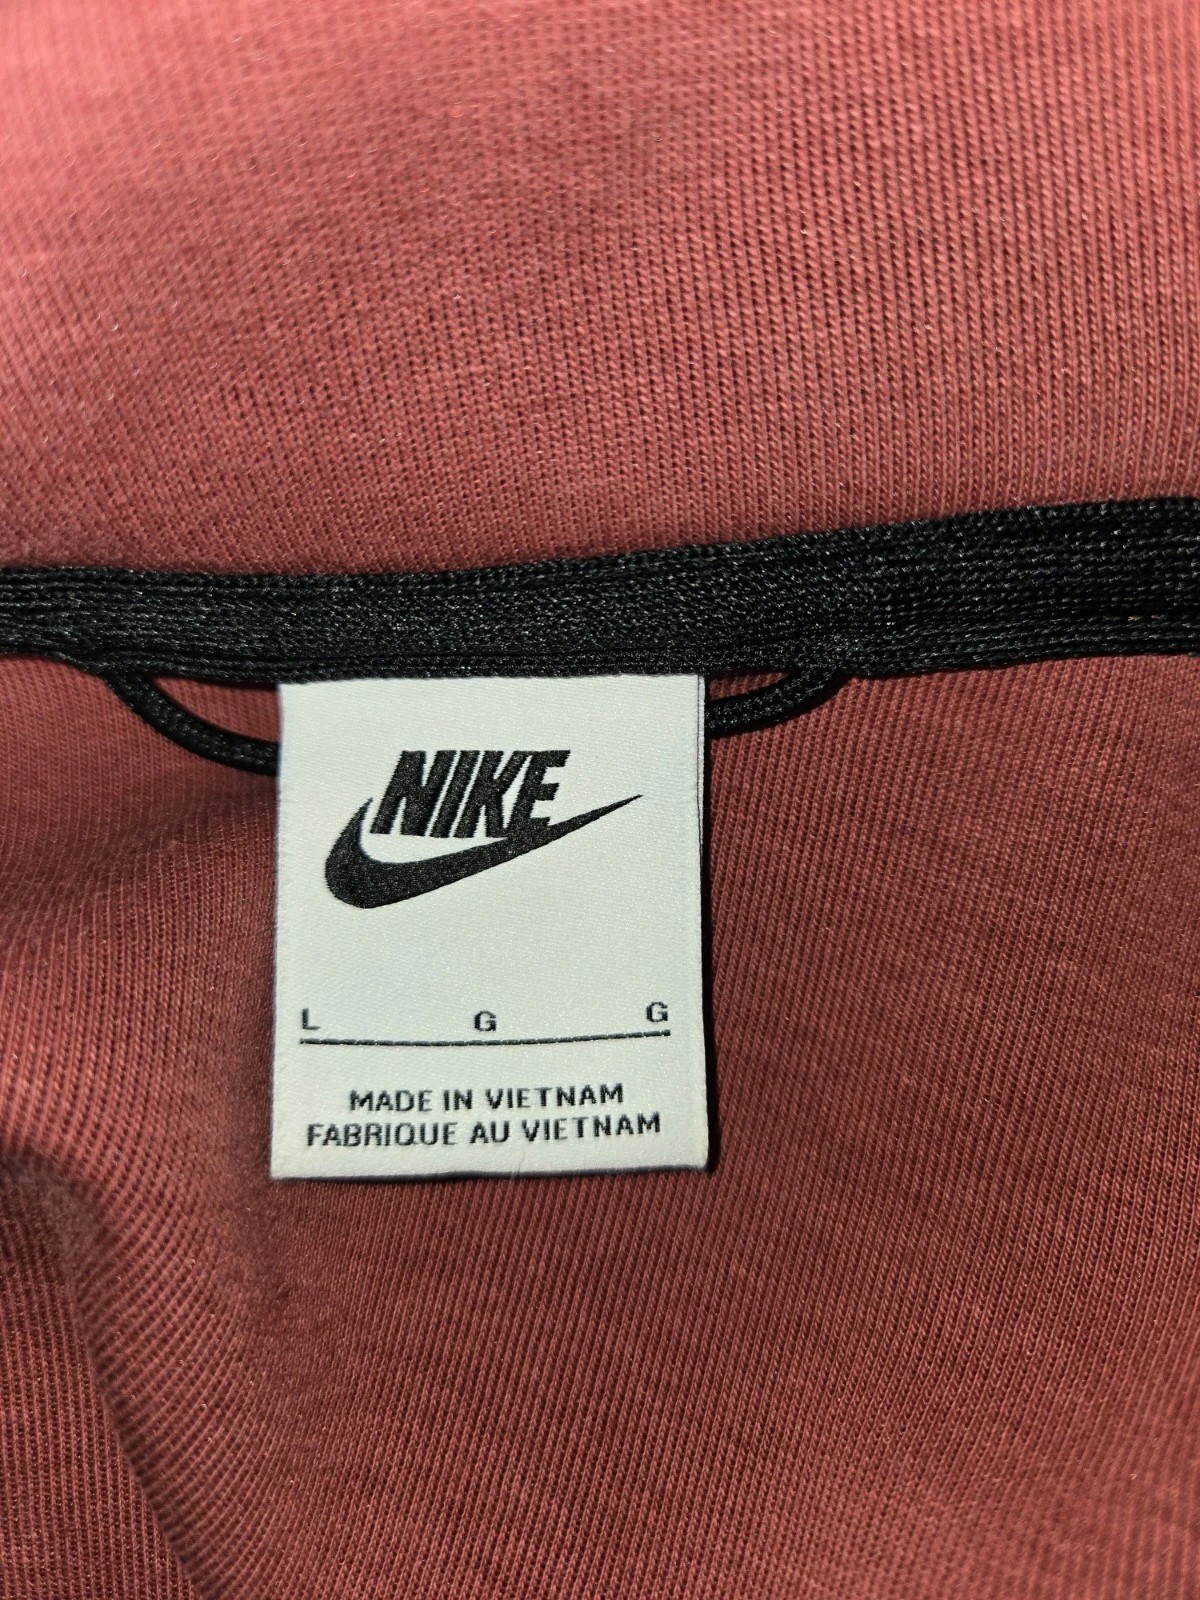 NIKE
L G G
MADE IN VIETNAM
FABRIQUE AU VIETNAM